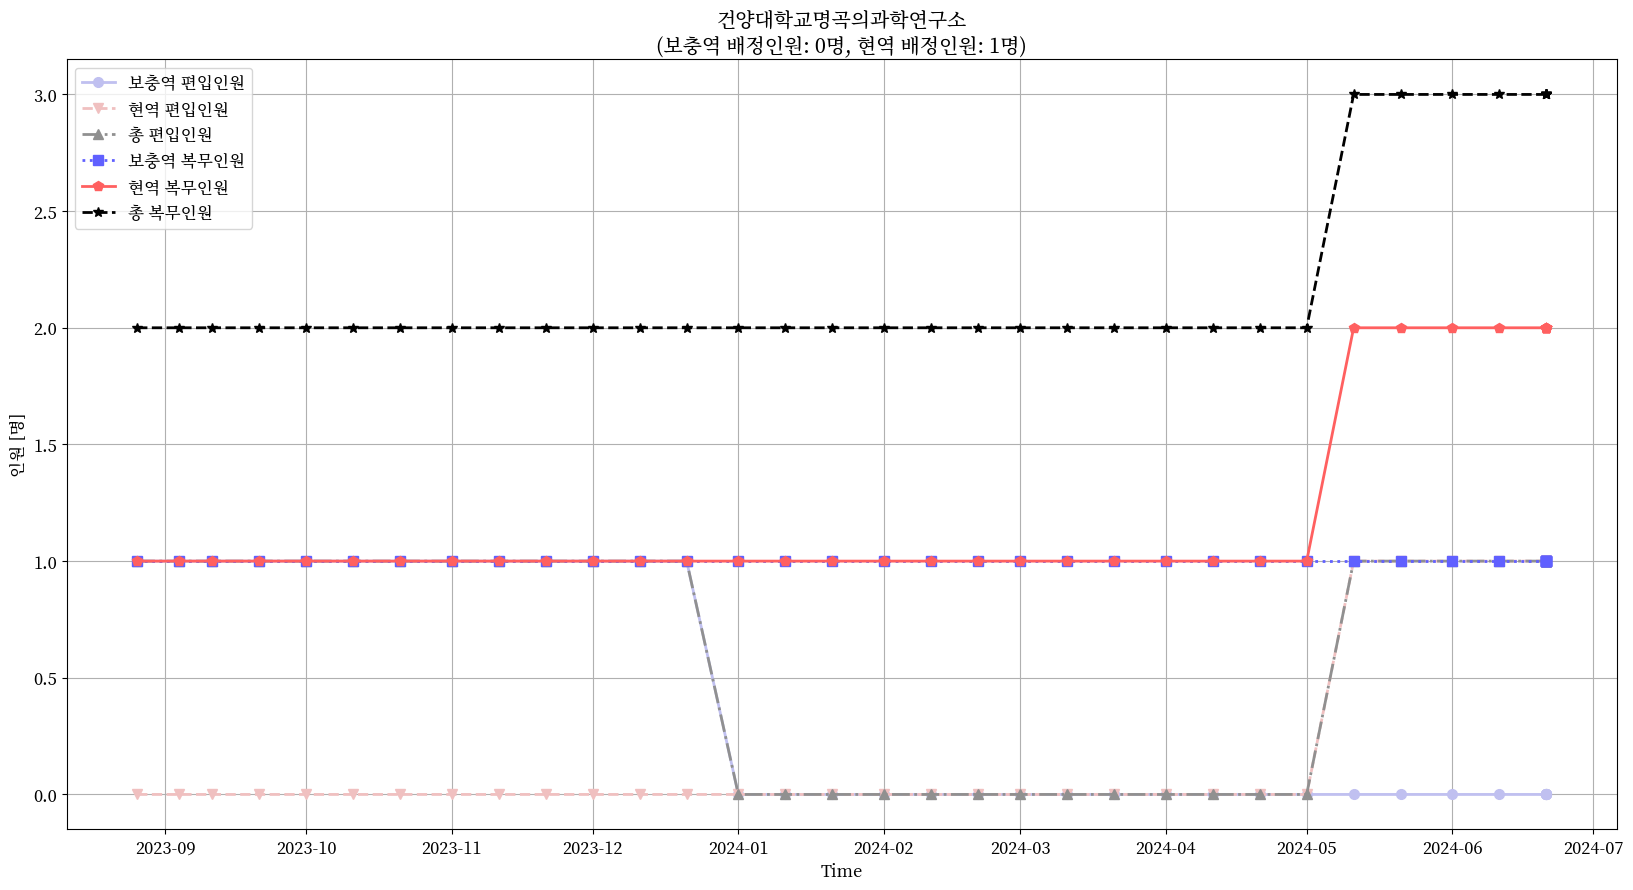 건양대학교명곡의과학연구소
(보충역 배정인원: 0명, 현역 배정인원: 1명)
보충역 편입인원
현역 편입인원
총 편입인원
보충역 복무인원
현역 복무인원
총 복무인원
인원 [명]
3.0
2.5
2.0
1.5
1.0
0.5
0.0
2023-09
2023-10
2023-11
2023-12
2024-01
2024-02
2024-03
2024-04
2024-05
2024-06
2024-07
Time